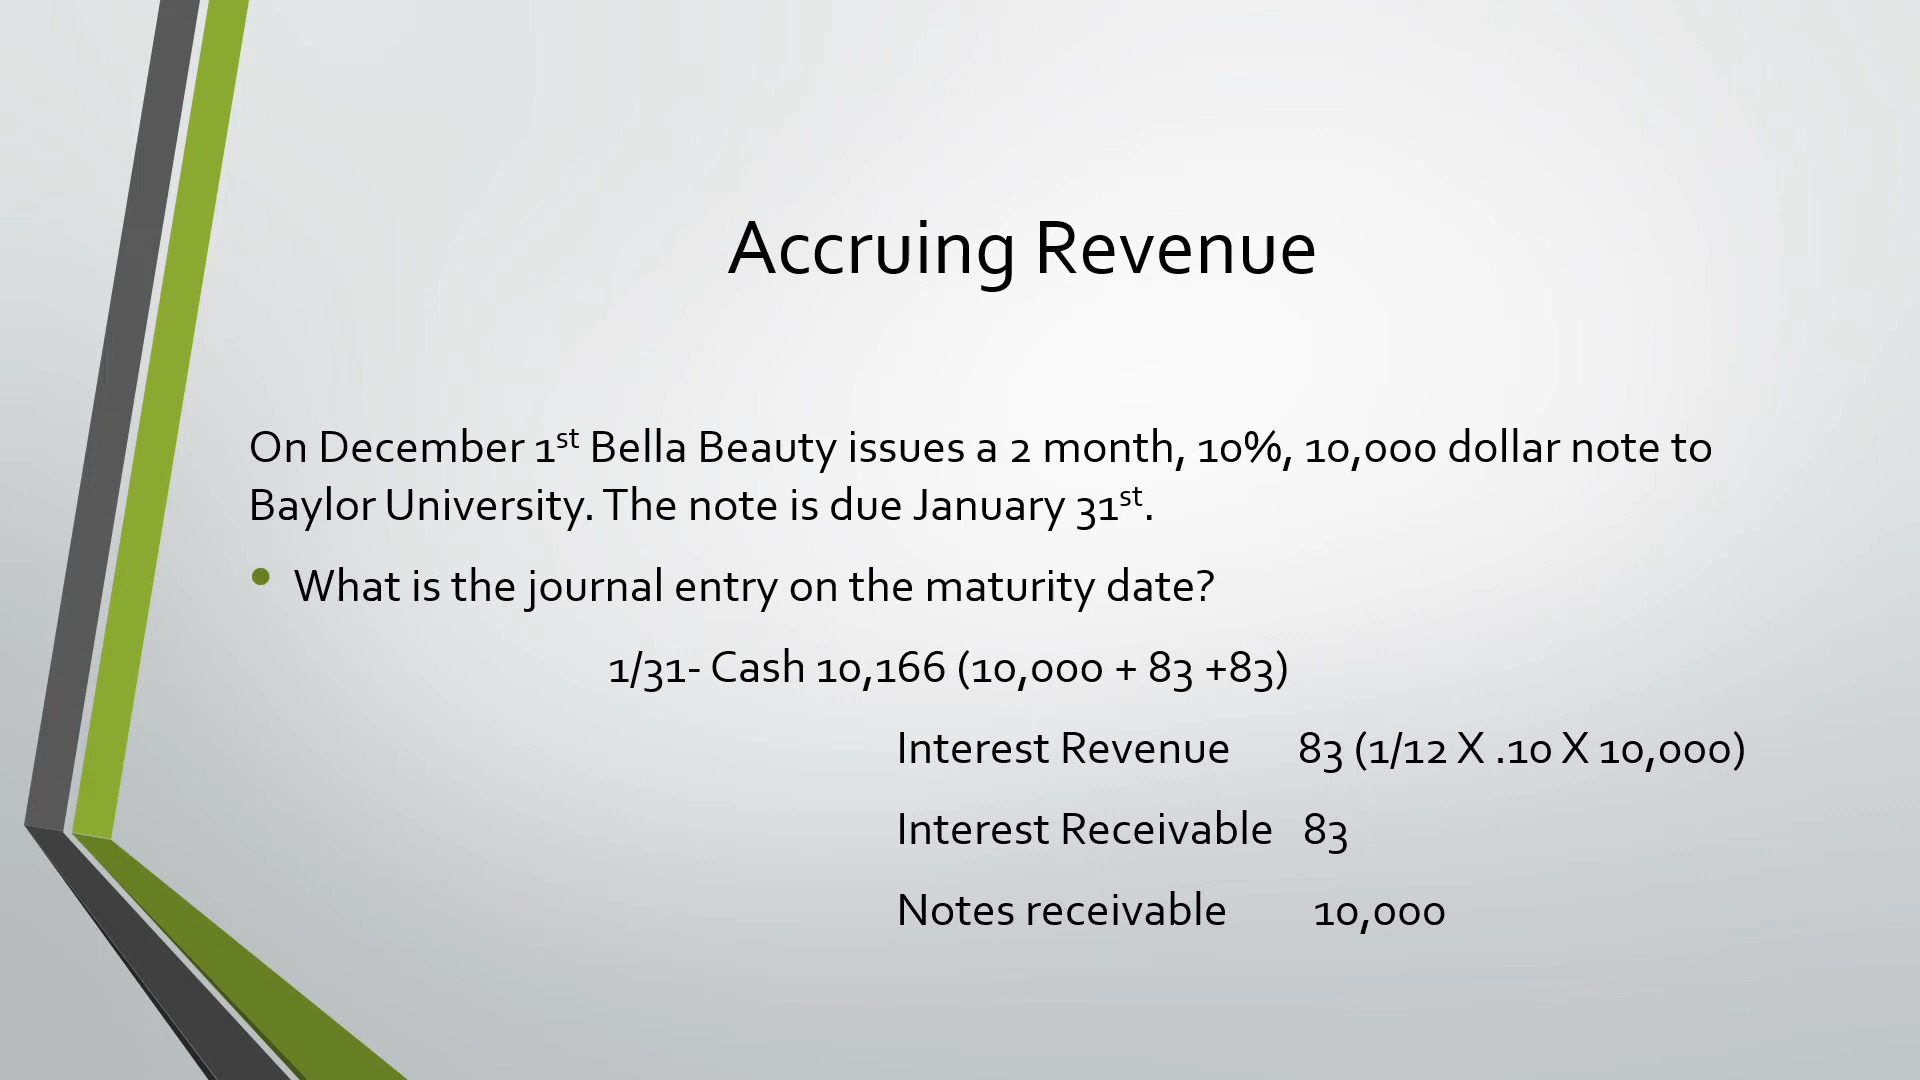 Accruing Revenue
On December 1st Bella Beauty issues a 2 month, 10%, 10,000 dollar note to
Baylor University. The note is due January 31st.
• What is the journal entry on the maturity date?
1/31- Cash 10,166 (10,000 + 83 +83)
Interest Revenue 83 (1/12 X .10 X 10,000)
Interest Receivable 83
Notes receivable 10,000